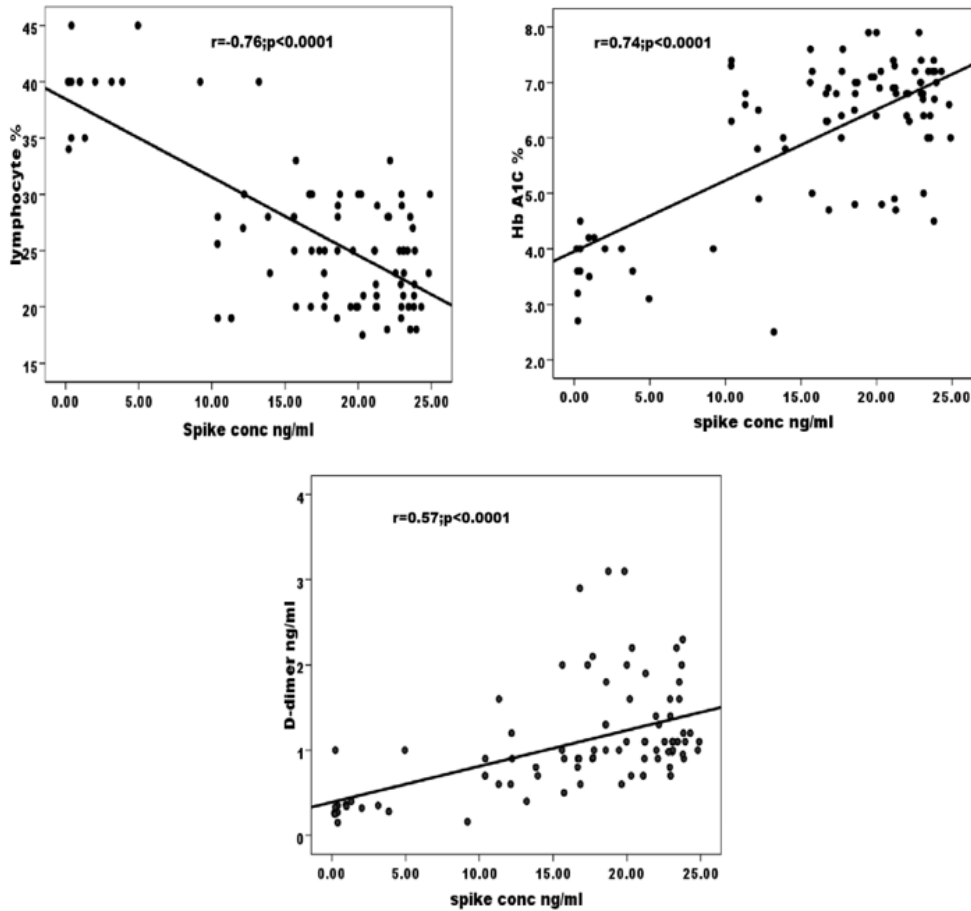 r=-0.76;p<0.0001
lymphocyte %
45
40
35
30
25
20
15
0.00 5.00 10.00 15.00 20.00 25.00
Spike conc ng/ml
r=0.74;p<0.0001
Hb A1C %
8.0
7.0
6.0
5.0
4.0
3.0
2.0
0.00 5.00 10.00 15.00 20.00 25.00
spike conc ng/ml
r=0.57;p<0.0001
D-dimer ng/ml
4
3
2
1
0
0.00 5.00 10.00 15.00 20.00 25.00
spike conc ng/ml